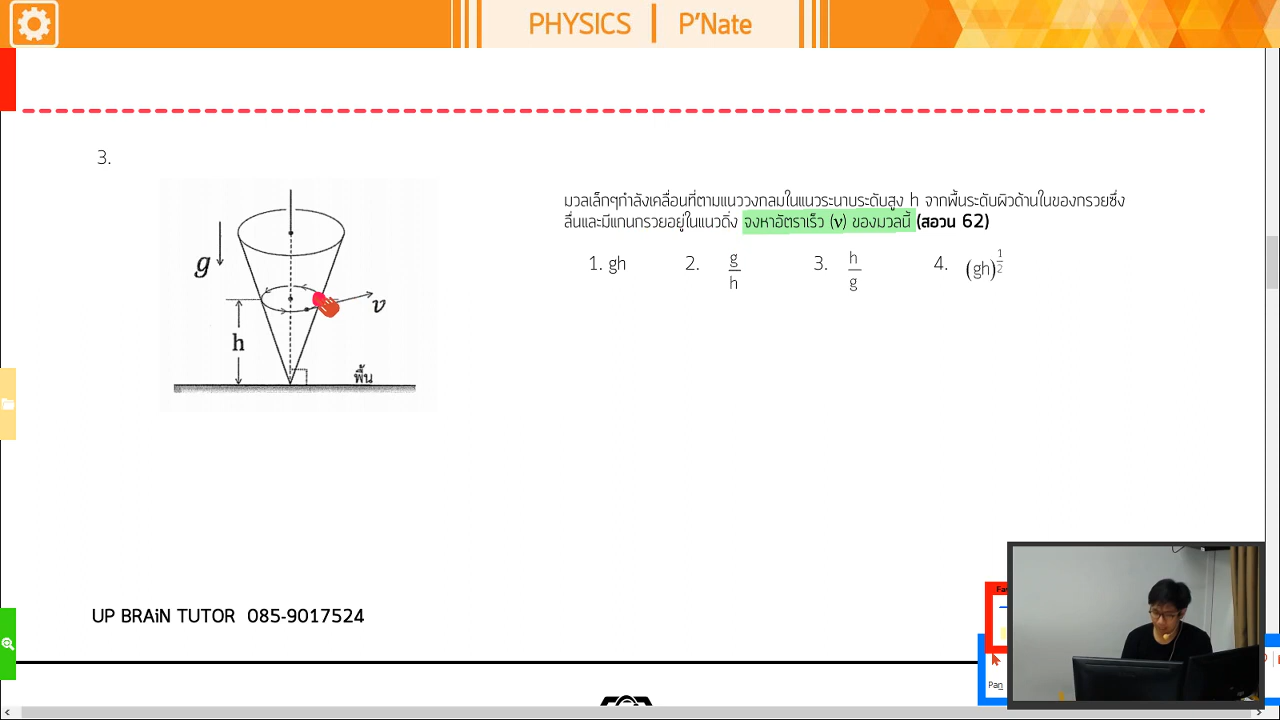 PHYSICS P'Nate
3.
มวลเล็กๆกำลังเคลื่อนที่ตามแนววงกลมในแนวระนาบระดับสูง h จากพื้นระดับผิวด้านในของกรวยซึ่ง
ลื่นและมีแกนกรวยอยู่ในแนวดิ่ง จงหาอัตราเร็ว (v) ของมวลนี้ (สอวน 62)
1. gh 2. g/h 3. h/g 4. (gh)^1/2
g
v
h
พื้น
UP BRAiN TUTOR 085-9017524
Pan